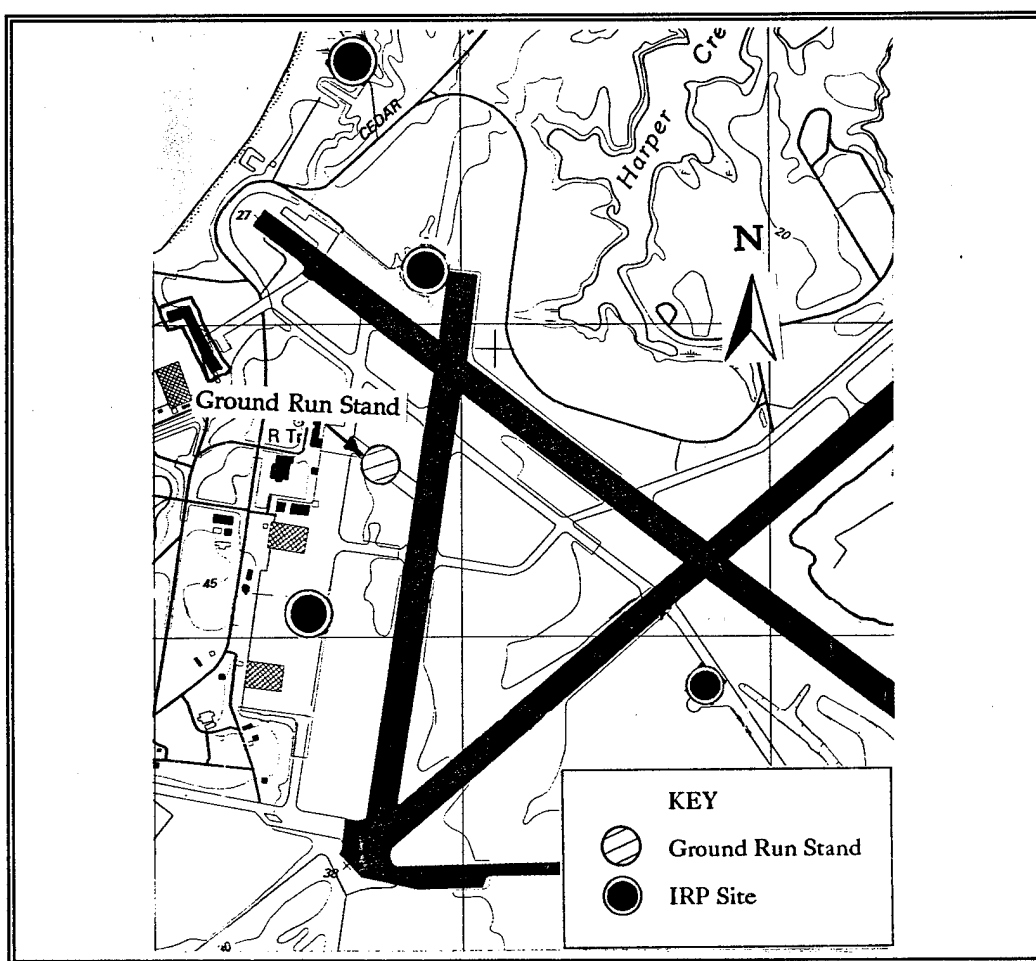 Cre
CEDAR
Harper
27
20
N
Ground Run Stand
R Tr
45
38
KEY
Ground Run Stand
IRP Site